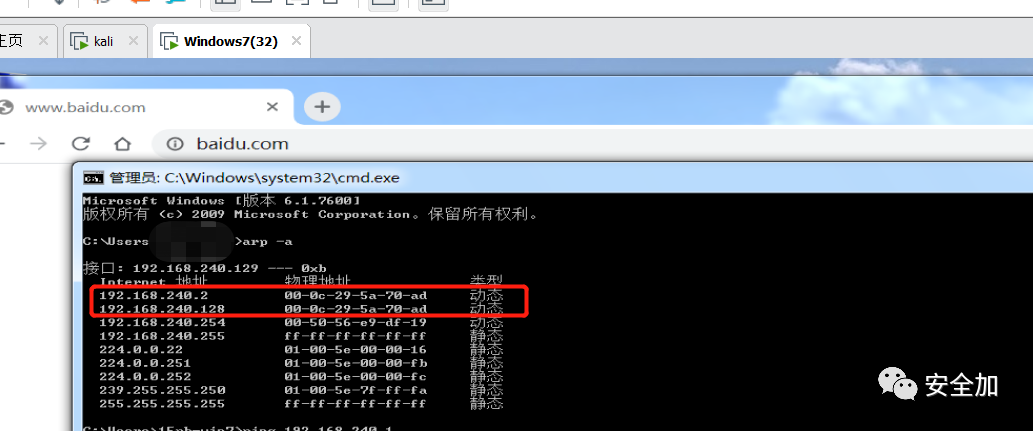 主页
kali
Windows7(32)
www.baidu.com
baidu.com
管理员: C:\Windows\system32\cmd.exe
Microsoft Windows [版本 6.1.7600]
版权所有 (c) 2009 Microsoft Corporation。保留所有权利。
C:\Users >arp -a
接口: 192.168.240.129 --- 0xb
Internet 地址 物理地址 类型
192.168.240.2 00-0c-29-5a-70-ad 动态
192.168.240.128 00-0c-29-5a-70-ad 动态
192.168.240.254 00-50-56-e9-df-19 动态
192.168.240.255 ff-ff-ff-ff-ff-ff 静态
224.0.0.22 01-00-5e-00-00-16 静态
224.0.0.251 01-00-5e-00-00-fb 静态
224.0.0.252 01-00-5e-00-00-fc 静态
239.255.255.250 01-00-5e-7f-ff-fa 静态
255.255.255.255 ff-ff-ff-ff-ff-ff 静态
安全加